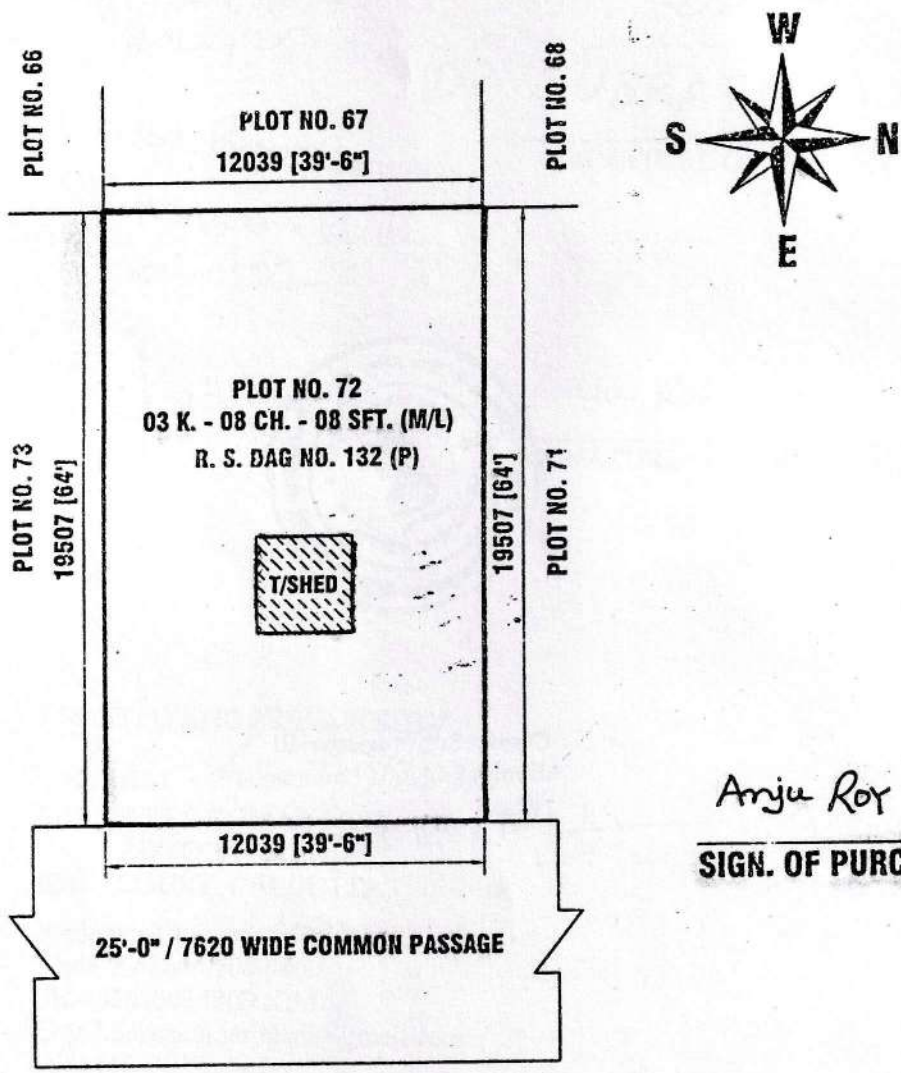 W
S
N
E
PLOT NO. 66
PLOT NO. 67
PLOT NO. 68
12039 [39'-6"]
PLOT NO. 72
03 K. - 08 CH. - 08 SFT. (M/L)
R. S. DAG NO. 132 (P)
PLOT NO. 73
19507 [64']
19507 [64']
PLOT NO. 71
T/SHED
12039 [39'-6"]
25'-0" / 7620 WIDE COMMON PASSAGE
Anju Roy
SIGN. OF PURC